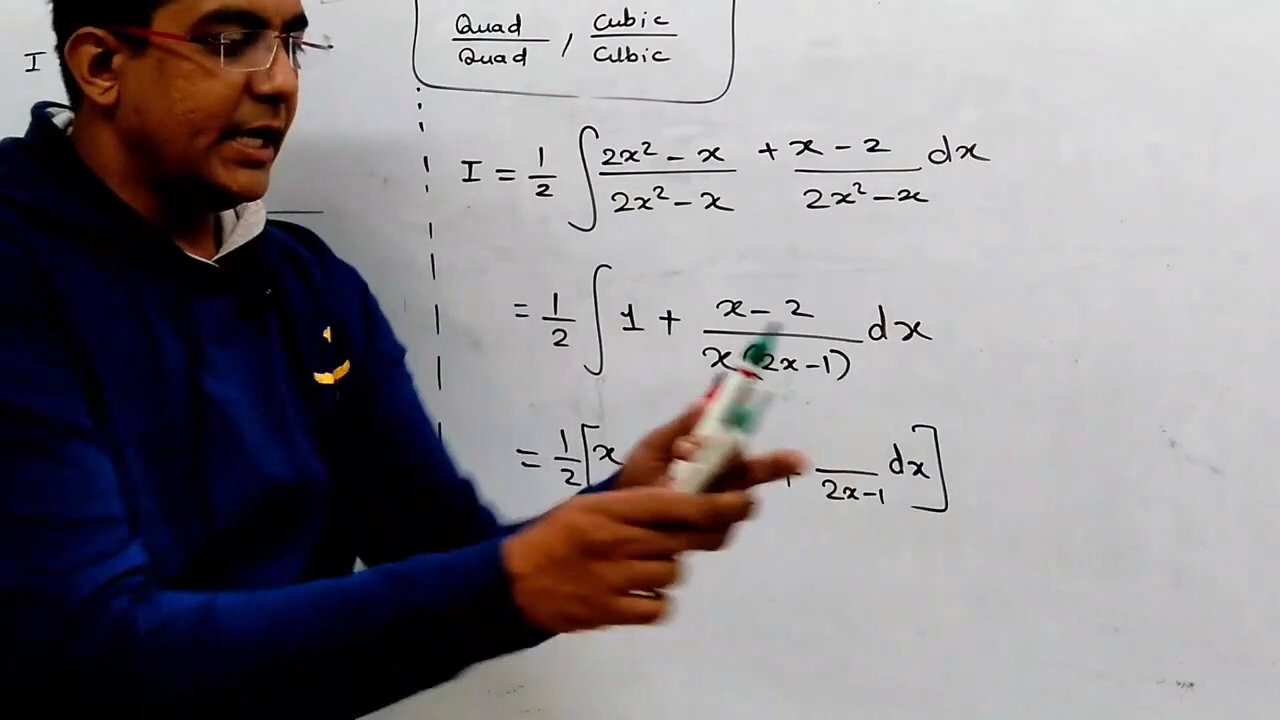 Quad / Quad , Cubic / Cubic
I
I = 1/2 ∫ 2x² - x / 2x² - x + x - 2 / 2x² - x dx
= 1/2 ∫ 1 + x - 2 / x(2x-1) dx
= 1/2 [x + / 2x-1 dx]